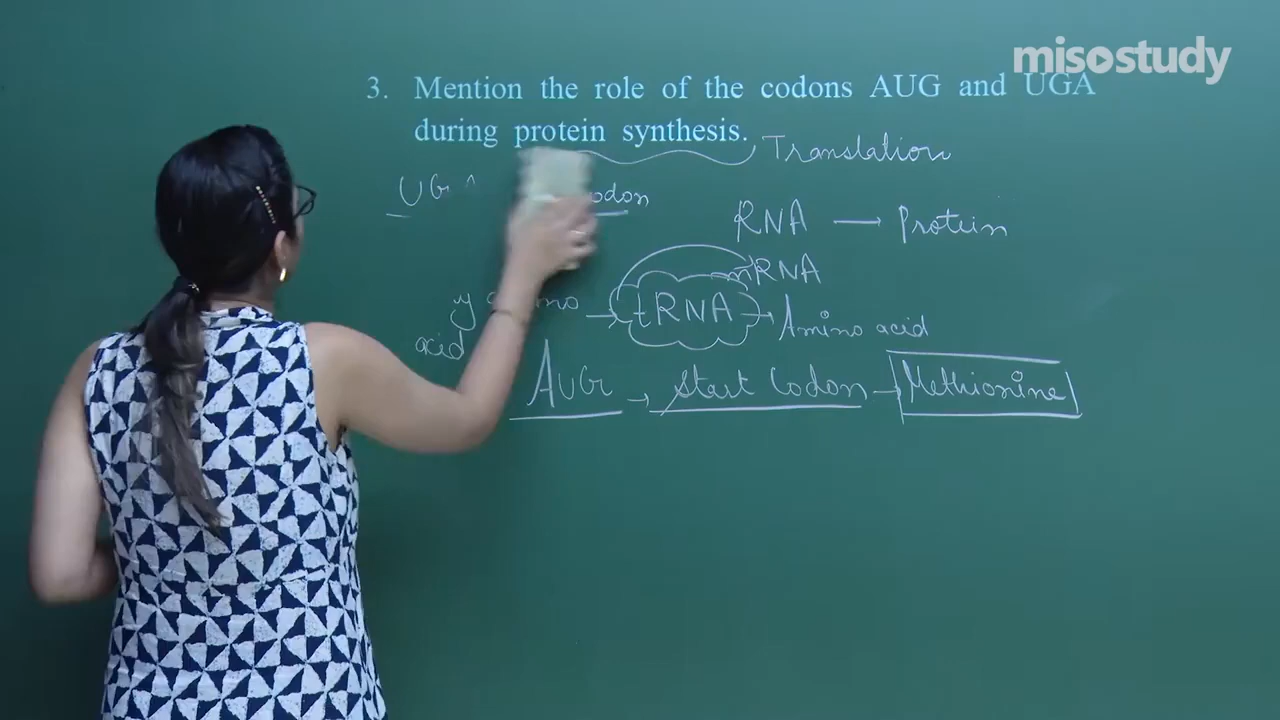 misostudy
3. Mention the role of the codons AUG and UGA
during protein synthesis.
Translation
UG
RNA → Protein
mRNA
tRNA → Amino acid
acid
AUG → Start Codon → Methionine